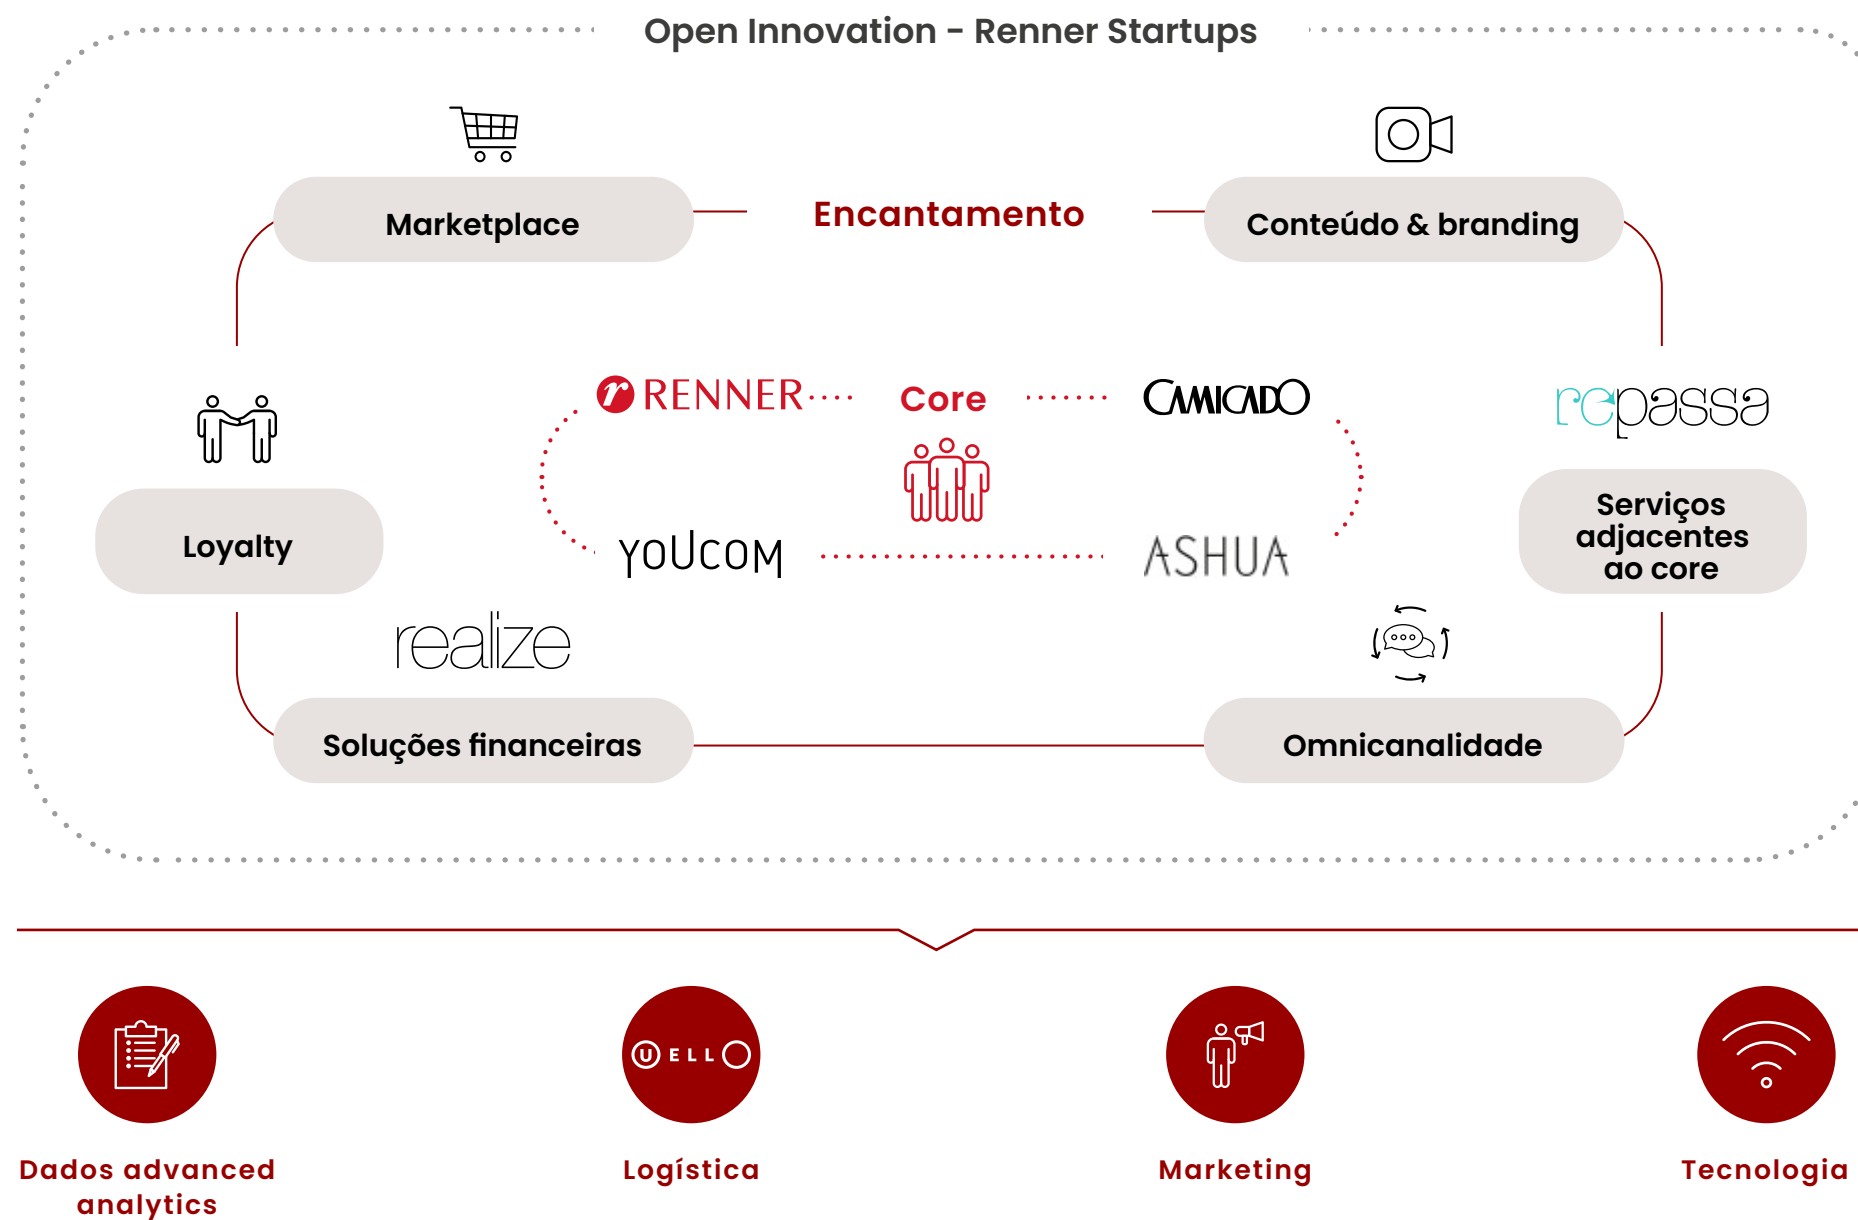 Open Innovation - Renner Startups
Marketplace
Encantamento
Conteúdo & branding
RENNER
Core
CAMICADO
repassa
Loyalty
YOUCOM
ASHUA
Serviços
adjacentes
ao core
realize
Soluções financeiras
Omnicanalidade
UELLO
Dados advanced
analytics
Logística
Marketing
Tecnologia